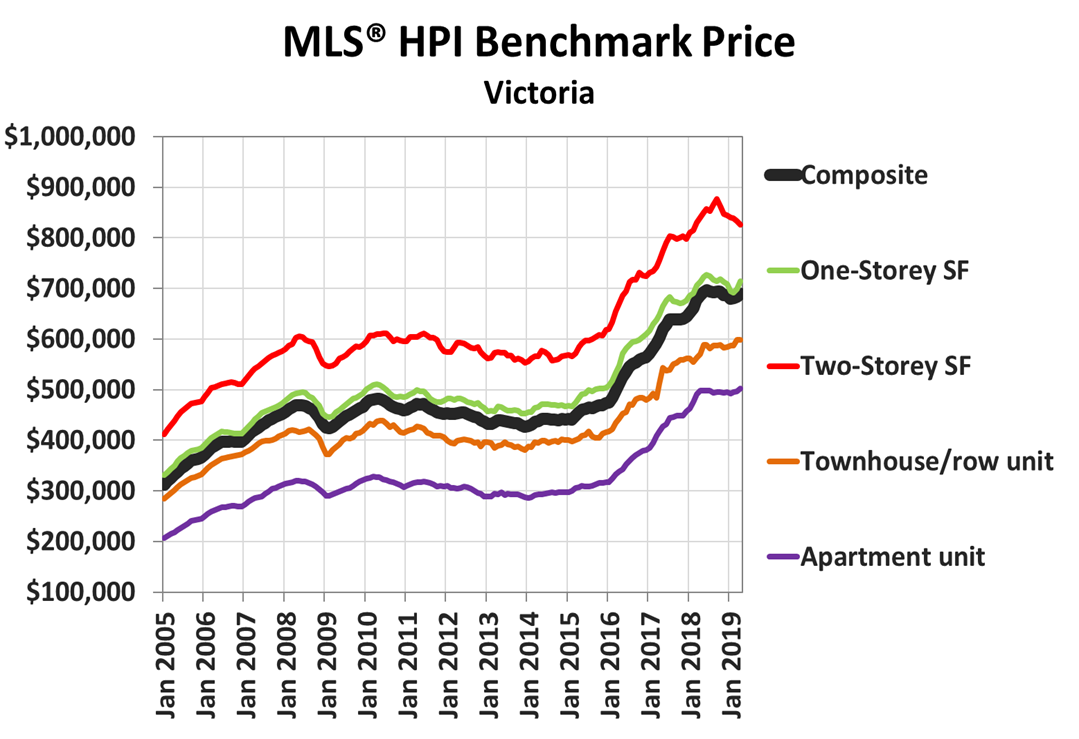 MLS® HPI Benchmark Price
Victoria
$1,000,000
$900,000
$800,000
$700,000
$600,000
$500,000
$400,000
$300,000
$200,000
$100,000
Jan 2005
Jan 2006
Jan 2007
Jan 2008
Jan 2009
Jan 2010
Jan 2011
Jan 2012
Jan 2013
Jan 2014
Jan 2015
Jan 2016
Jan 2017
Jan 2018
Jan 2019
Composite
One-Storey SF
Two-Storey SF
Townhouse/row unit
Apartment unit